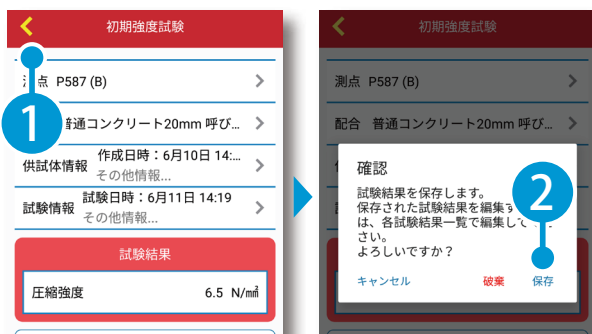 初期強度試験
測点 P587 (B)
普通コンクリート20mm 呼び…
供試体情報
作成日時：6月10日 14:…
その他情報...
試験情報
試験日時：6月11日 14:19
その他情報...
試験結果
圧縮強度 6.5 N/㎟
1
初期強度試験
測点 P587 (B)
配合 普通コンクリート20mm 呼び…
確認
試験結果を保存します。
保存された試験結果を編集す
は、各試験結果一覧で編集して
さい。
よろしいですか？
キャンセル 破棄 保存
2